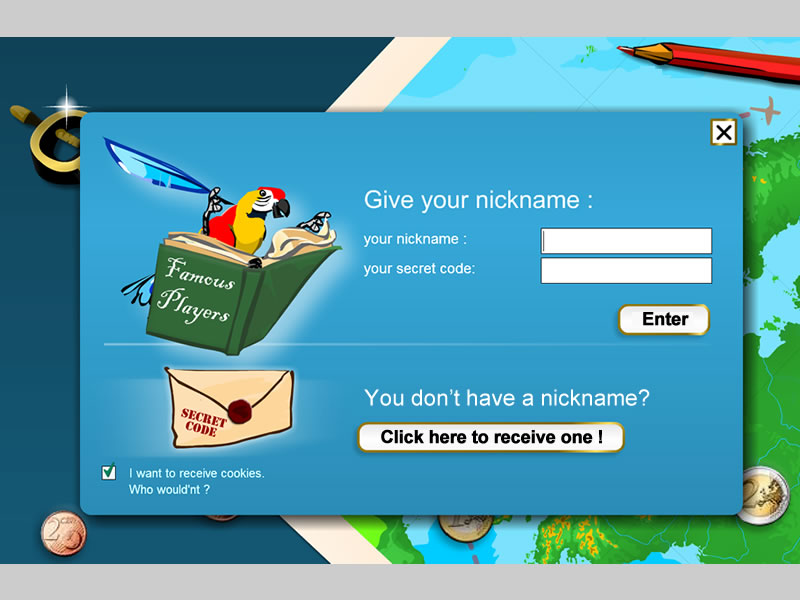 Give your nickname :
your nickname :
your secret code:
Enter
Famous
Players
SECRET
CODE
You don't have a nickname?
Click here to receive one !
I want to receive cookies.
Who would'nt ?
2